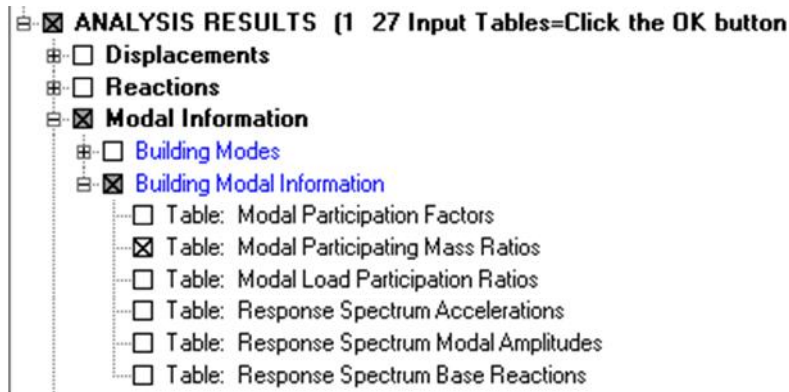 ANALYSIS RESULTS (1 27 Input Tables=Click the OK button
Displacements
Reactions
Modal Information
Building Modes
Building Modal Information
Table: Modal Participation Factors
Table: Modal Participating Mass Ratios
Table: Modal Load Participation Ratios
Table: Response Spectrum Accelerations
Table: Response Spectrum Modal Amplitudes
Table: Response Spectrum Base Reactions